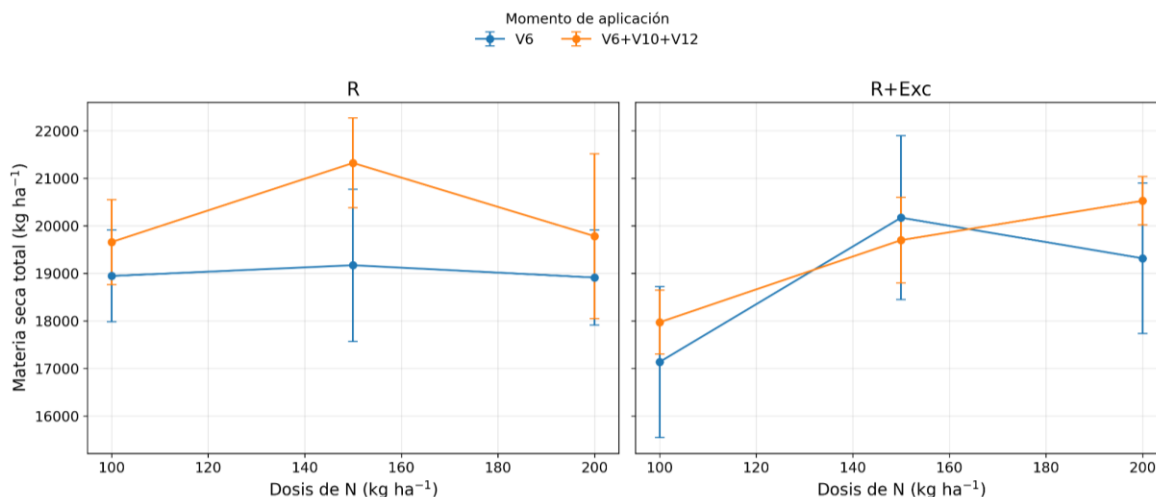 Momento de aplicación
V6 V6+V10+V12
R R+Exc
Materia seca total (kg ha⁻¹)
22000
21000
20000
19000
18000
17000
16000
100 120 140 160 180 200 100 120 140 160 180 200
Dosis de N (kg ha⁻¹) Dosis de N (kg ha⁻¹)